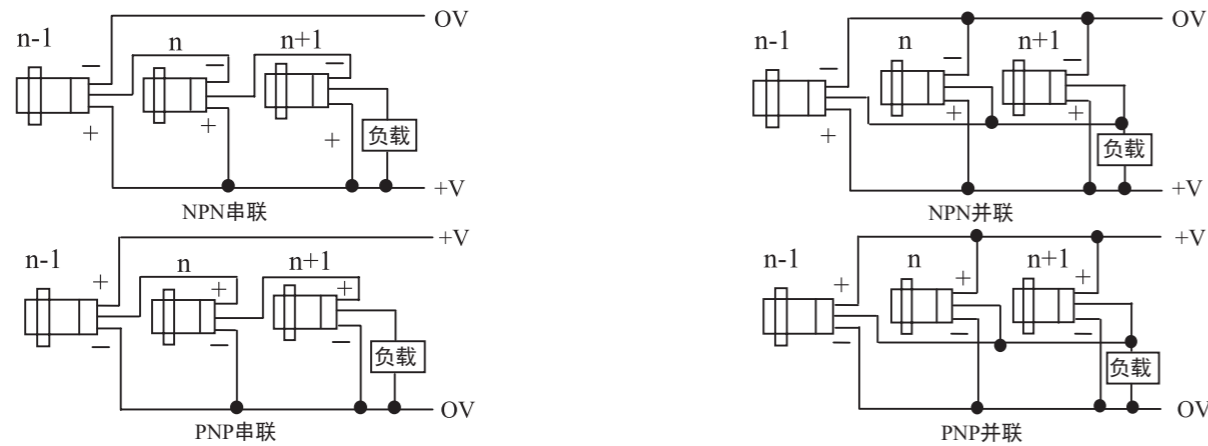 OV
n-1 n n+1
− − −
+ + +
负载
+V
NPN串联
OV
n-1 n n+1
− − −
+ + +
负载
+V
NPN并联
+V
n-1 n n+1
+ + +
− − −
负载
OV
PNP串联
+V
n-1 n n+1
+ + +
− − −
负载
OV
PNP并联